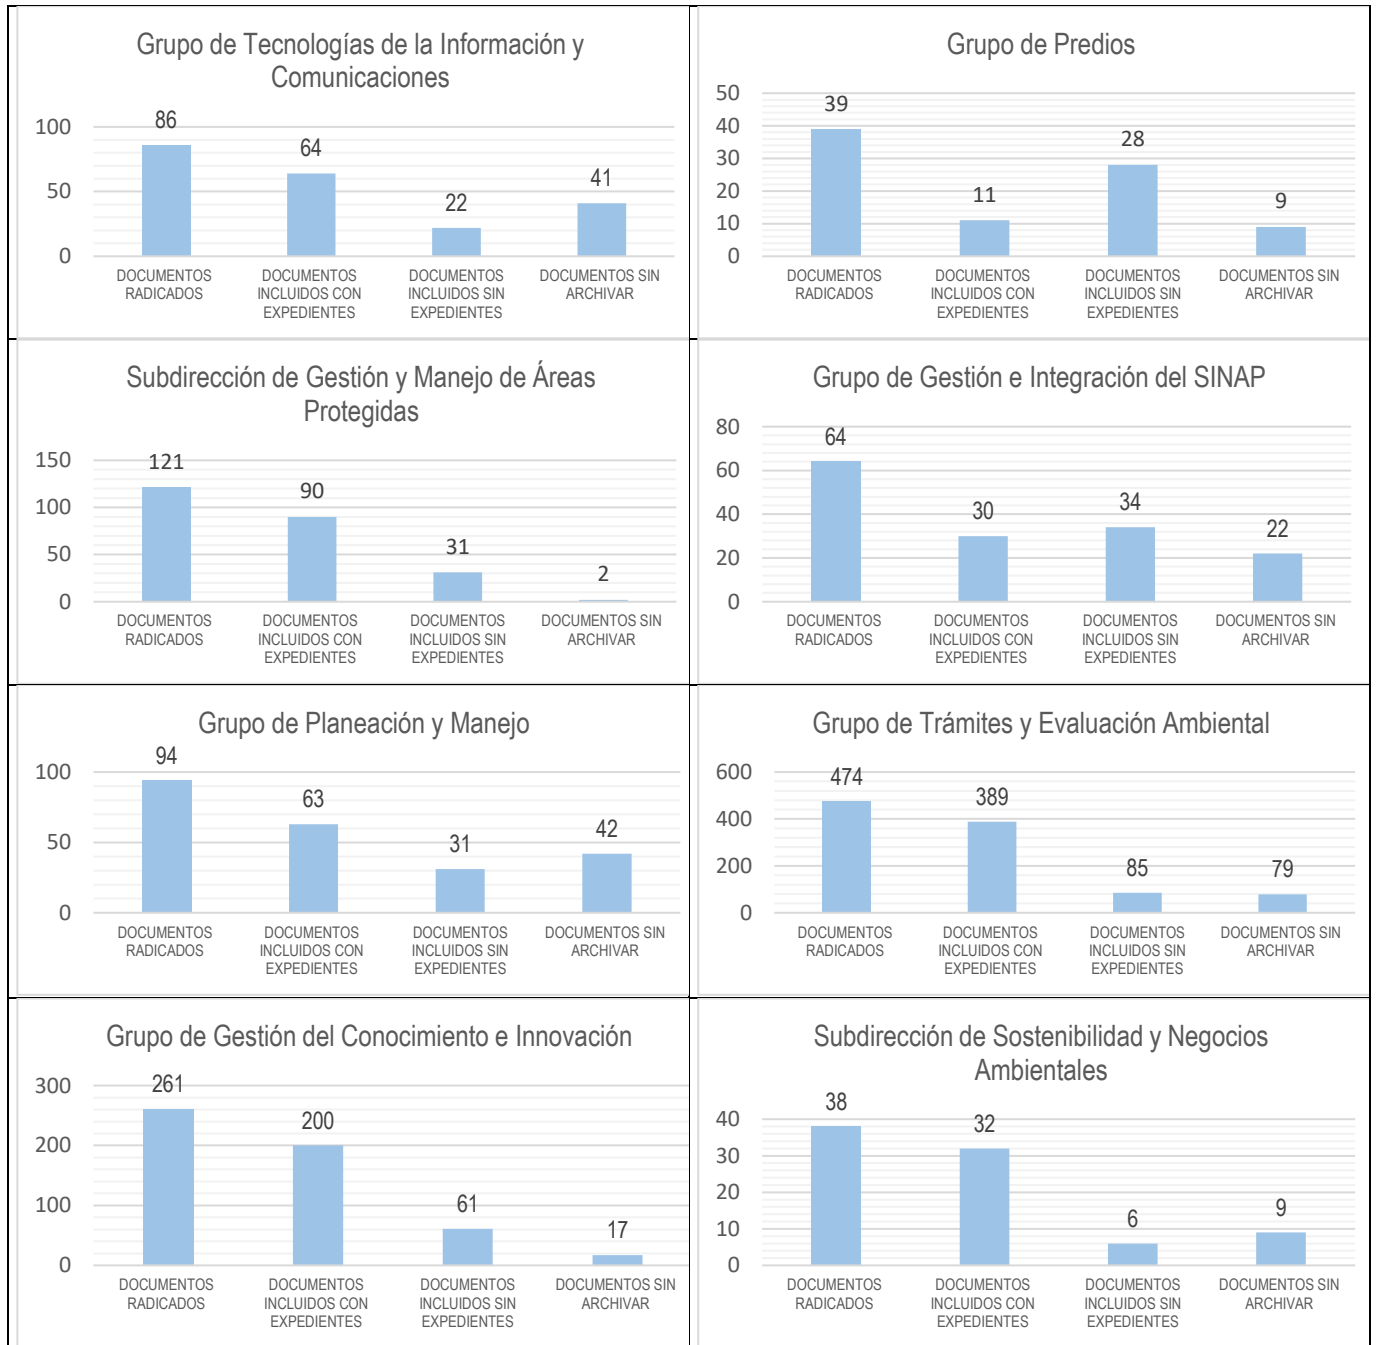 Grupo de Tecnologías de la Información y
Comunicaciones
100
50
0
86
64
22
41
DOCUMENTOS
RADICADOS
DOCUMENTOS
INCLUIDOS CON
EXPEDIENTES
DOCUMENTOS
INCLUIDOS SIN
EXPEDIENTES
DOCUMENTOS SIN
ARCHIVAR
Grupo de Predios
50
40
30
20
10
0
39
11
28
9
DOCUMENTOS
RADICADOS
DOCUMENTOS
INCLUIDOS CON
EXPEDIENTES
DOCUMENTOS
INCLUIDOS SIN
EXPEDIENTES
DOCUMENTOS SIN
ARCHIVAR
Subdirección de Gestión y Manejo de Áreas
Protegidas
150
100
50
0
121
90
31
2
DOCUMENTOS
RADICADOS
DOCUMENTOS
INCLUIDOS CON
EXPEDIENTES
DOCUMENTOS
INCLUIDOS SIN
EXPEDIENTES
DOCUMENTOS SIN
ARCHIVAR
Grupo de Gestión e Integración del SINAP
80
60
40
20
0
64
30
34
22
DOCUMENTOS
RADICADOS
DOCUMENTOS
INCLUIDOS CON
EXPEDIENTES
DOCUMENTOS
INCLUIDOS SIN
EXPEDIENTES
DOCUMENTOS SIN
ARCHIVAR
Grupo de Planeación y Manejo
100
50
0
94
63
31
42
DOCUMENTOS
RADICADOS
DOCUMENTOS
INCLUIDOS CON
EXPEDIENTES
DOCUMENTOS
INCLUIDOS SIN
EXPEDIENTES
DOCUMENTOS SIN
ARCHIVAR
Grupo de Trámites y Evaluación Ambiental
600
400
200
0
474
389
85
79
DOCUMENTOS
RADICADOS
DOCUMENTOS
INCLUIDOS CON
EXPEDIENTES
DOCUMENTOS
INCLUIDOS SIN
EXPEDIENTES
DOCUMENTOS SIN
ARCHIVAR
Grupo de Gestión del Conocimiento e Innovación
300
200
100
0
261
200
61
17
DOCUMENTOS
RADICADOS
DOCUMENTOS
INCLUIDOS CON
EXPEDIENTES
DOCUMENTOS
INCLUIDOS SIN
EXPEDIENTES
DOCUMENTOS SIN
ARCHIVAR
Subdirección de Sostenibilidad y Negocios
Ambientales
40
30
20
10
0
38
32
6
9
DOCUMENTOS
RADICADOS
DOCUMENTOS
INCLUIDOS CON
EXPEDIENTES
DOCUMENTOS
INCLUIDOS SIN
EXPEDIENTES
DOCUMENTOS SIN
ARCHIVAR